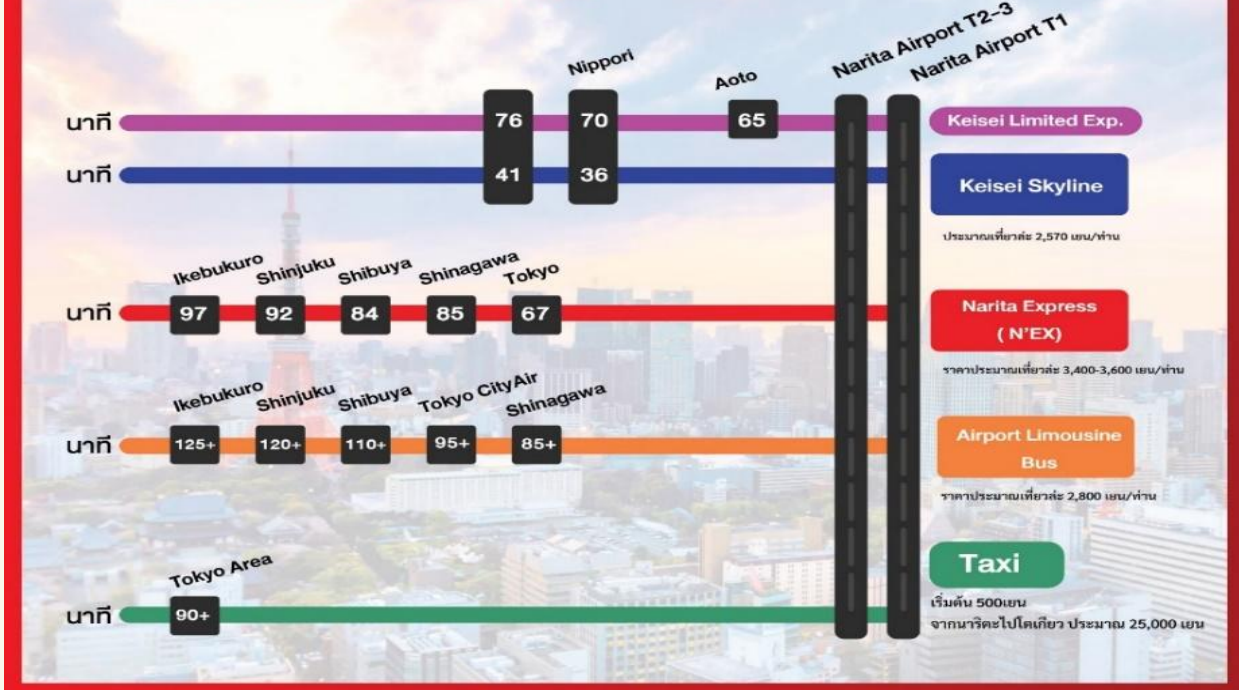 Narita Airport T2-3
Narita Airport T1
Nippori
Aoto
นาที
76
70
65
Keisei Limited Exp.
นาที
41
36
Keisei Skyline
ประมาณเที่ยวล่ะ 2,570 เยน/ท่าน
Ikebukuro
Shinjuku
Shibuya
Shinagawa
Tokyo
นาที
97
92
84
85
67
Narita Express
( N'EX)
ราคาประมาณเที่ยวล่ะ 3,400-3,600 เยน/ท่าน
Ikebukuro
Shinjuku
Shibuya
Tokyo CityAir
Shinagawa
นาที
125+
120+
110+
95+
85+
Airport Limousine
Bus
ราคาประมาณเที่ยวล่ะ 2,800 เยน/ท่าน
Tokyo Area
นาที
90+
Taxi
เริ่มต้น 500เยน
จากนาริตะไปโตเกียว ประมาณ 25,000 เยน